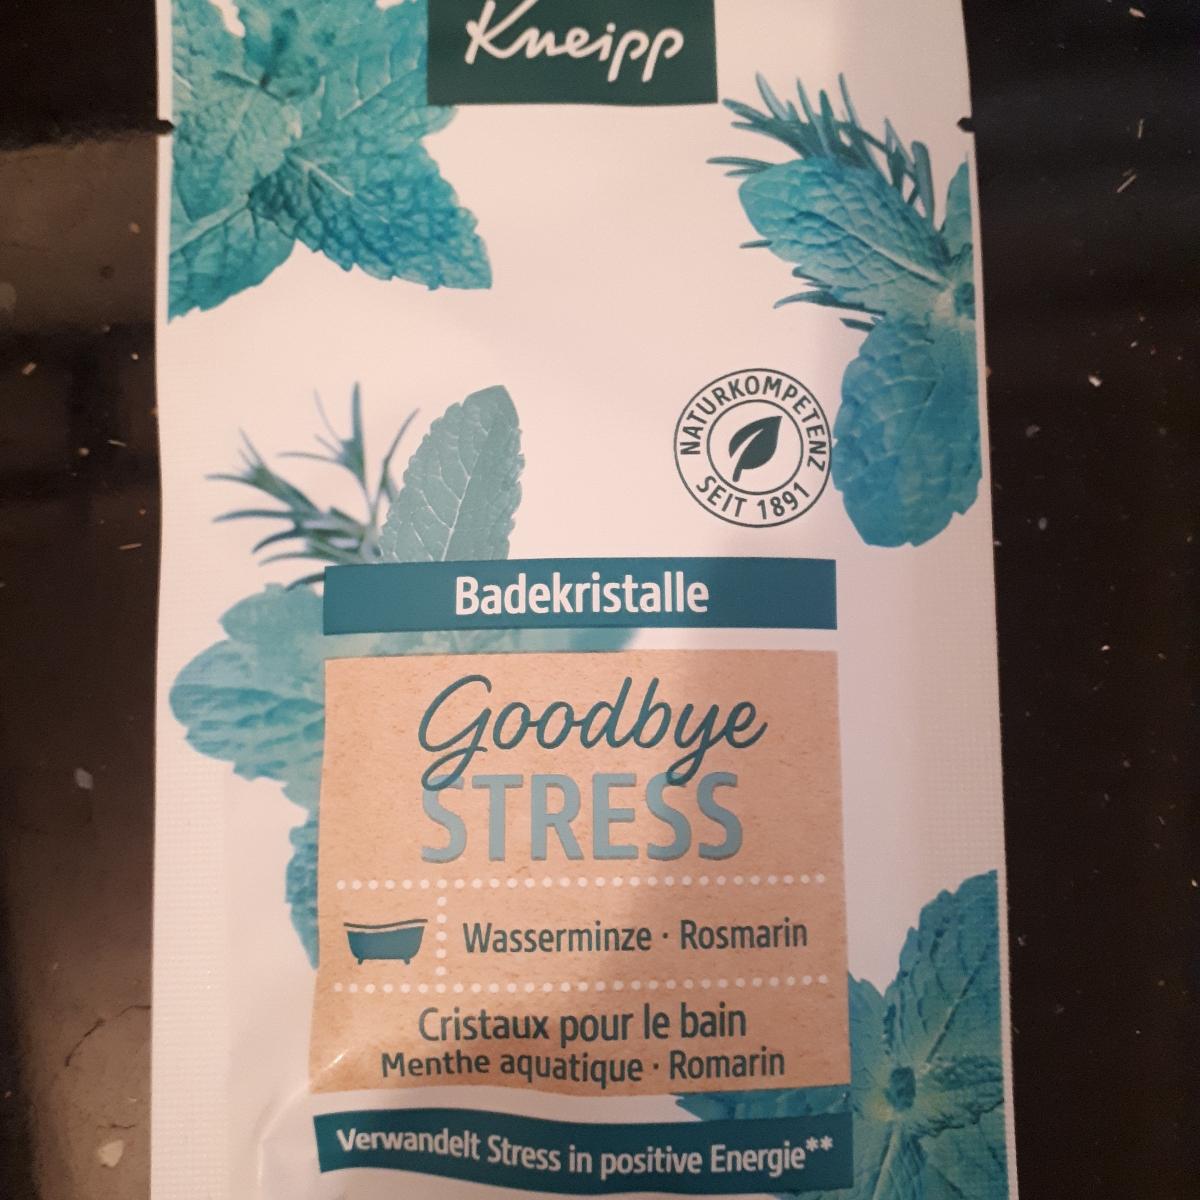 Kneipp
NATURKOMPETENZ
SEIT 1891
Badekristalle
Goodbye
STRESS
Wasserminze · Rosmarin
Cristaux pour le bain
Menthe aquatique · Romarin
Verwandelt Stress in positive Energie**